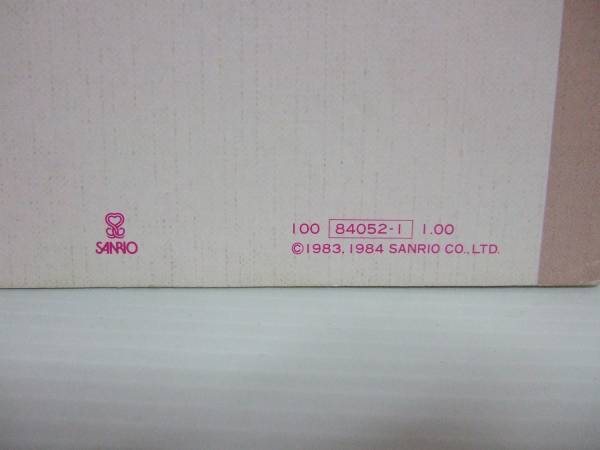 SANRIO
100 84052-1 1.00
©1983, 1984 SANRIO CO., LTD.